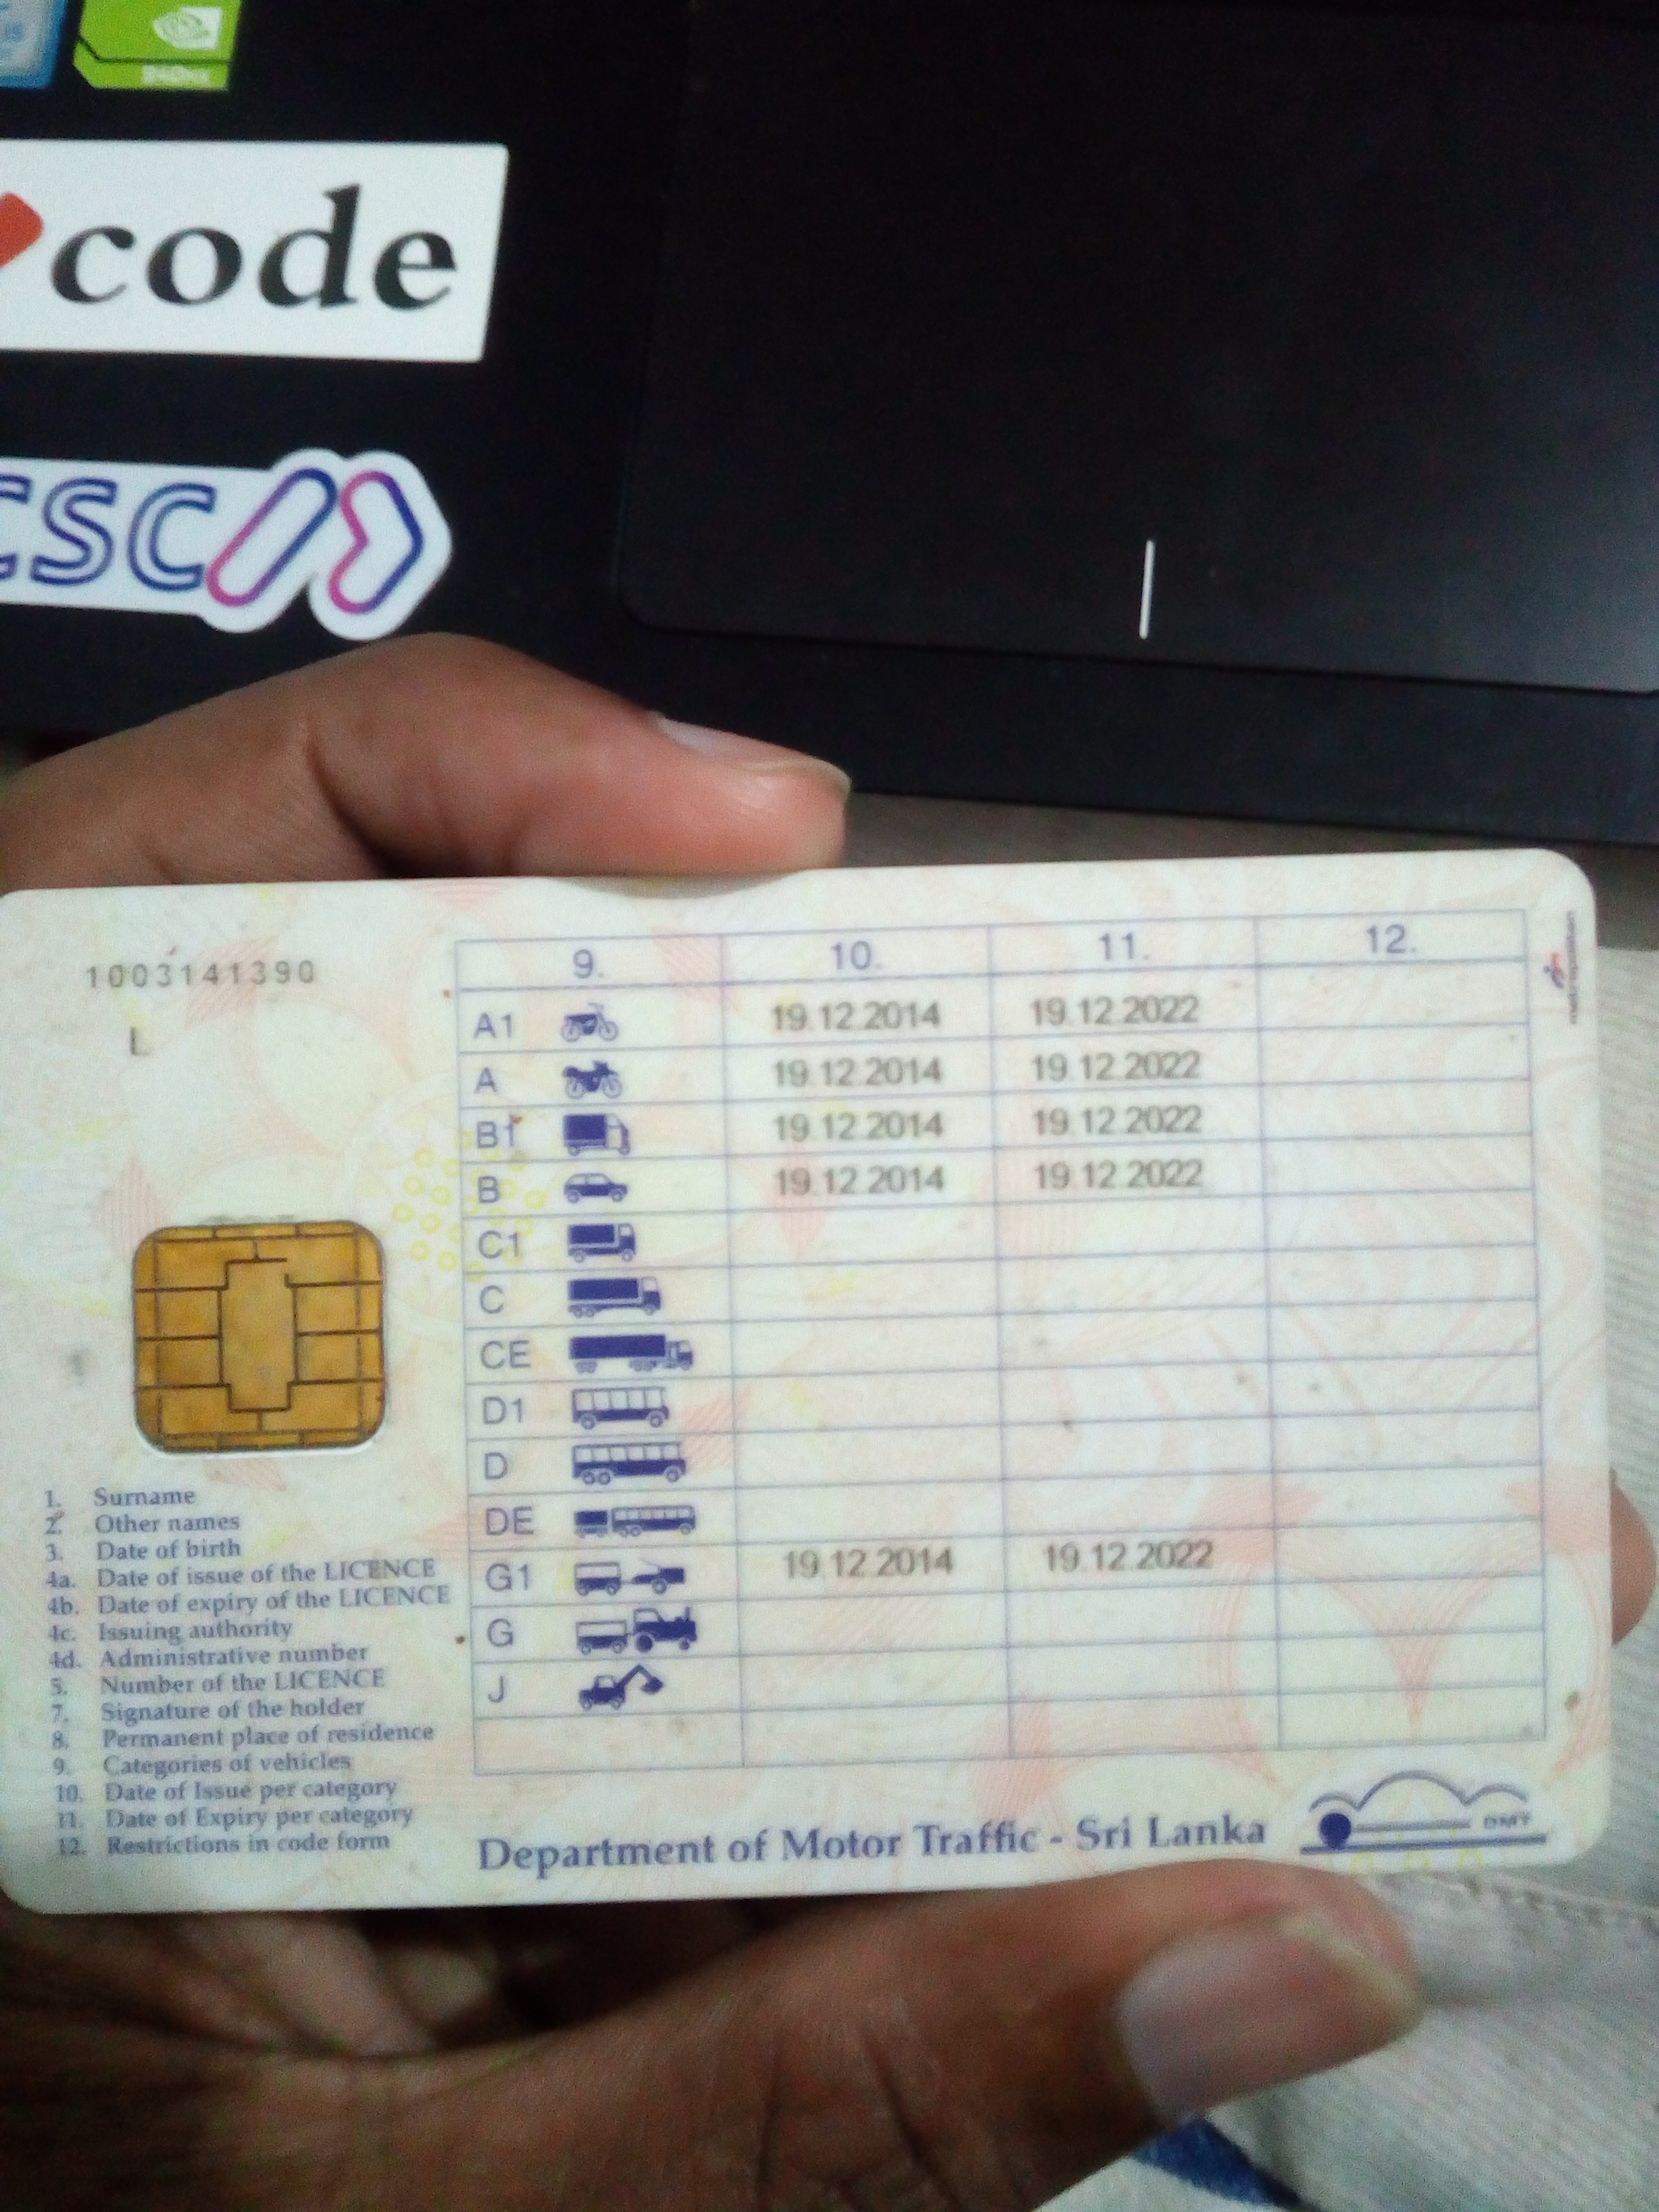 code
CSC
1003141390
L
9. 10. 11. 12.
A1 19.12.2014 19.12.2022
A 19.12.2014 19.12.2022
B1 19.12.2014 19.12.2022
B 19.12.2014 19.12.2022
C1
C
CE
D1
D
DE
G1 19.12.2014 19.12.2022
G
J
1. Surname
2. Other names
3. Date of birth
4a. Date of issue of the LICENCE
4b. Date of expiry of the LICENCE
4c. Issuing authority
4d. Administrative number
5. Number of the LICENCE
7. Signature of the holder
8. Permanent place of residence
9. Categories of vehicles
10. Date of Issue per category
11. Date of Expiry per category
12. Restrictions in code form
Department of Motor Traffic - Sri Lanka
DMT